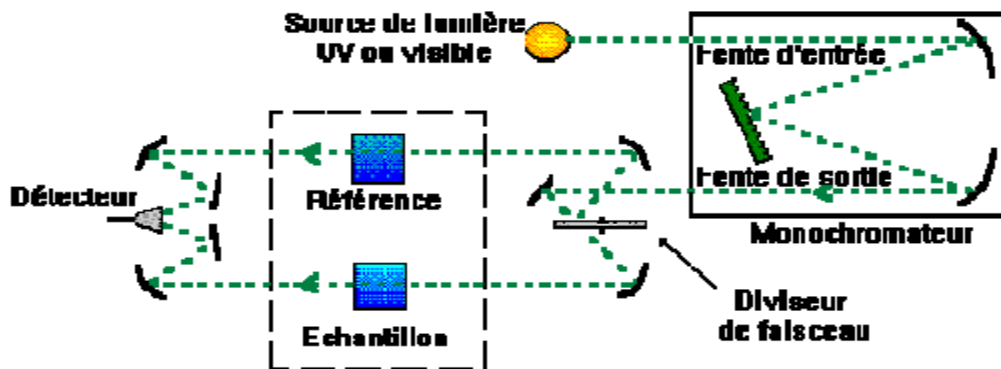 Source de lumière
UV ou visible
Fente d'entrée
Fente de sortie
Monochromateur
Détecteur
Référence
Echantillon
Diviseur
de faisceau